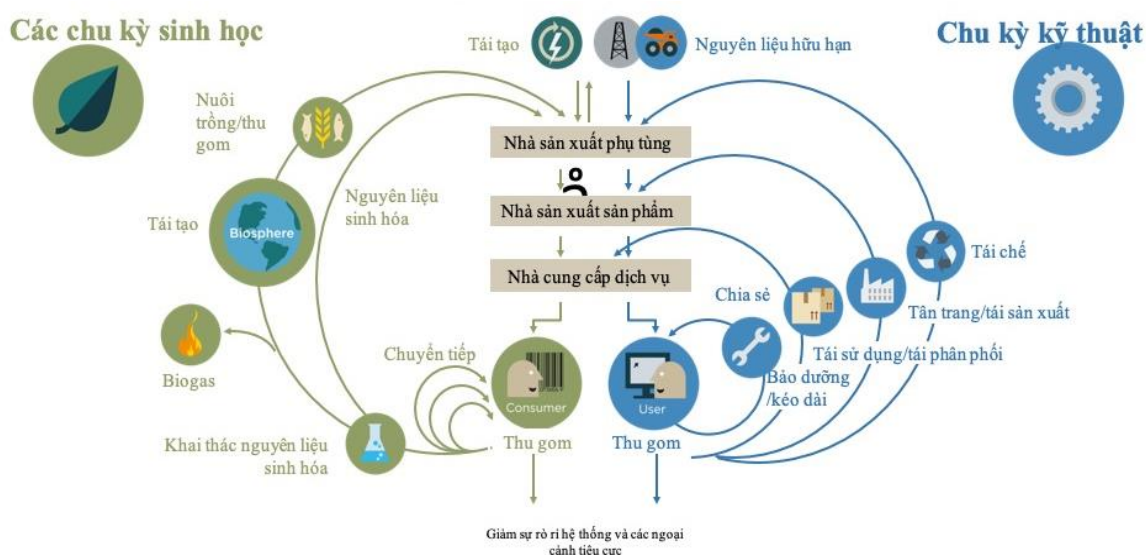 Các chu kỳ sinh học
Tái tạo
Nguyên liệu hữu hạn
Chu kỳ kỹ thuật
Nuôi
trồng/thu
gom
Nhà sản xuất phụ tùng
Nguyên liệu
sinh hóa
Tái tạo
Biosphere
Nhà sản xuất sản phẩm
Tái chế
Nhà cung cấp dịch vụ
Chia sẻ
Tân trang/tái sản xuất
Chuyển tiếp
Tái sử dụng/tái phân phối
Biogas
Bảo dưỡng
/kéo dài
Consumer
User
Thu gom
Thu gom
Khai thác nguyên liệu
sinh hóa
Giảm sự rò rỉ hệ thống và các ngoại
cảnh tiêu cực